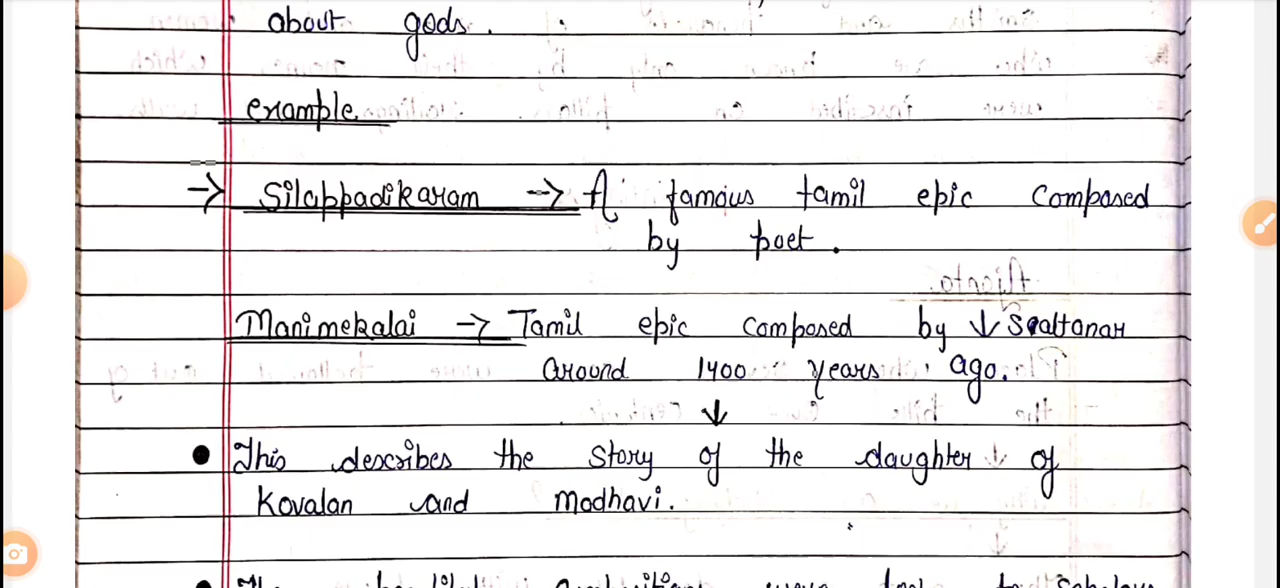 about gods.
example
→ Silappadikaram → A famous tamil epic composed
by poet.
Manimekalai → Tamil epic composed by ↓ Saattanar
around 1400 years ago.
↓
• This describes the story of the daughter of
Kovalan and Madhavi.